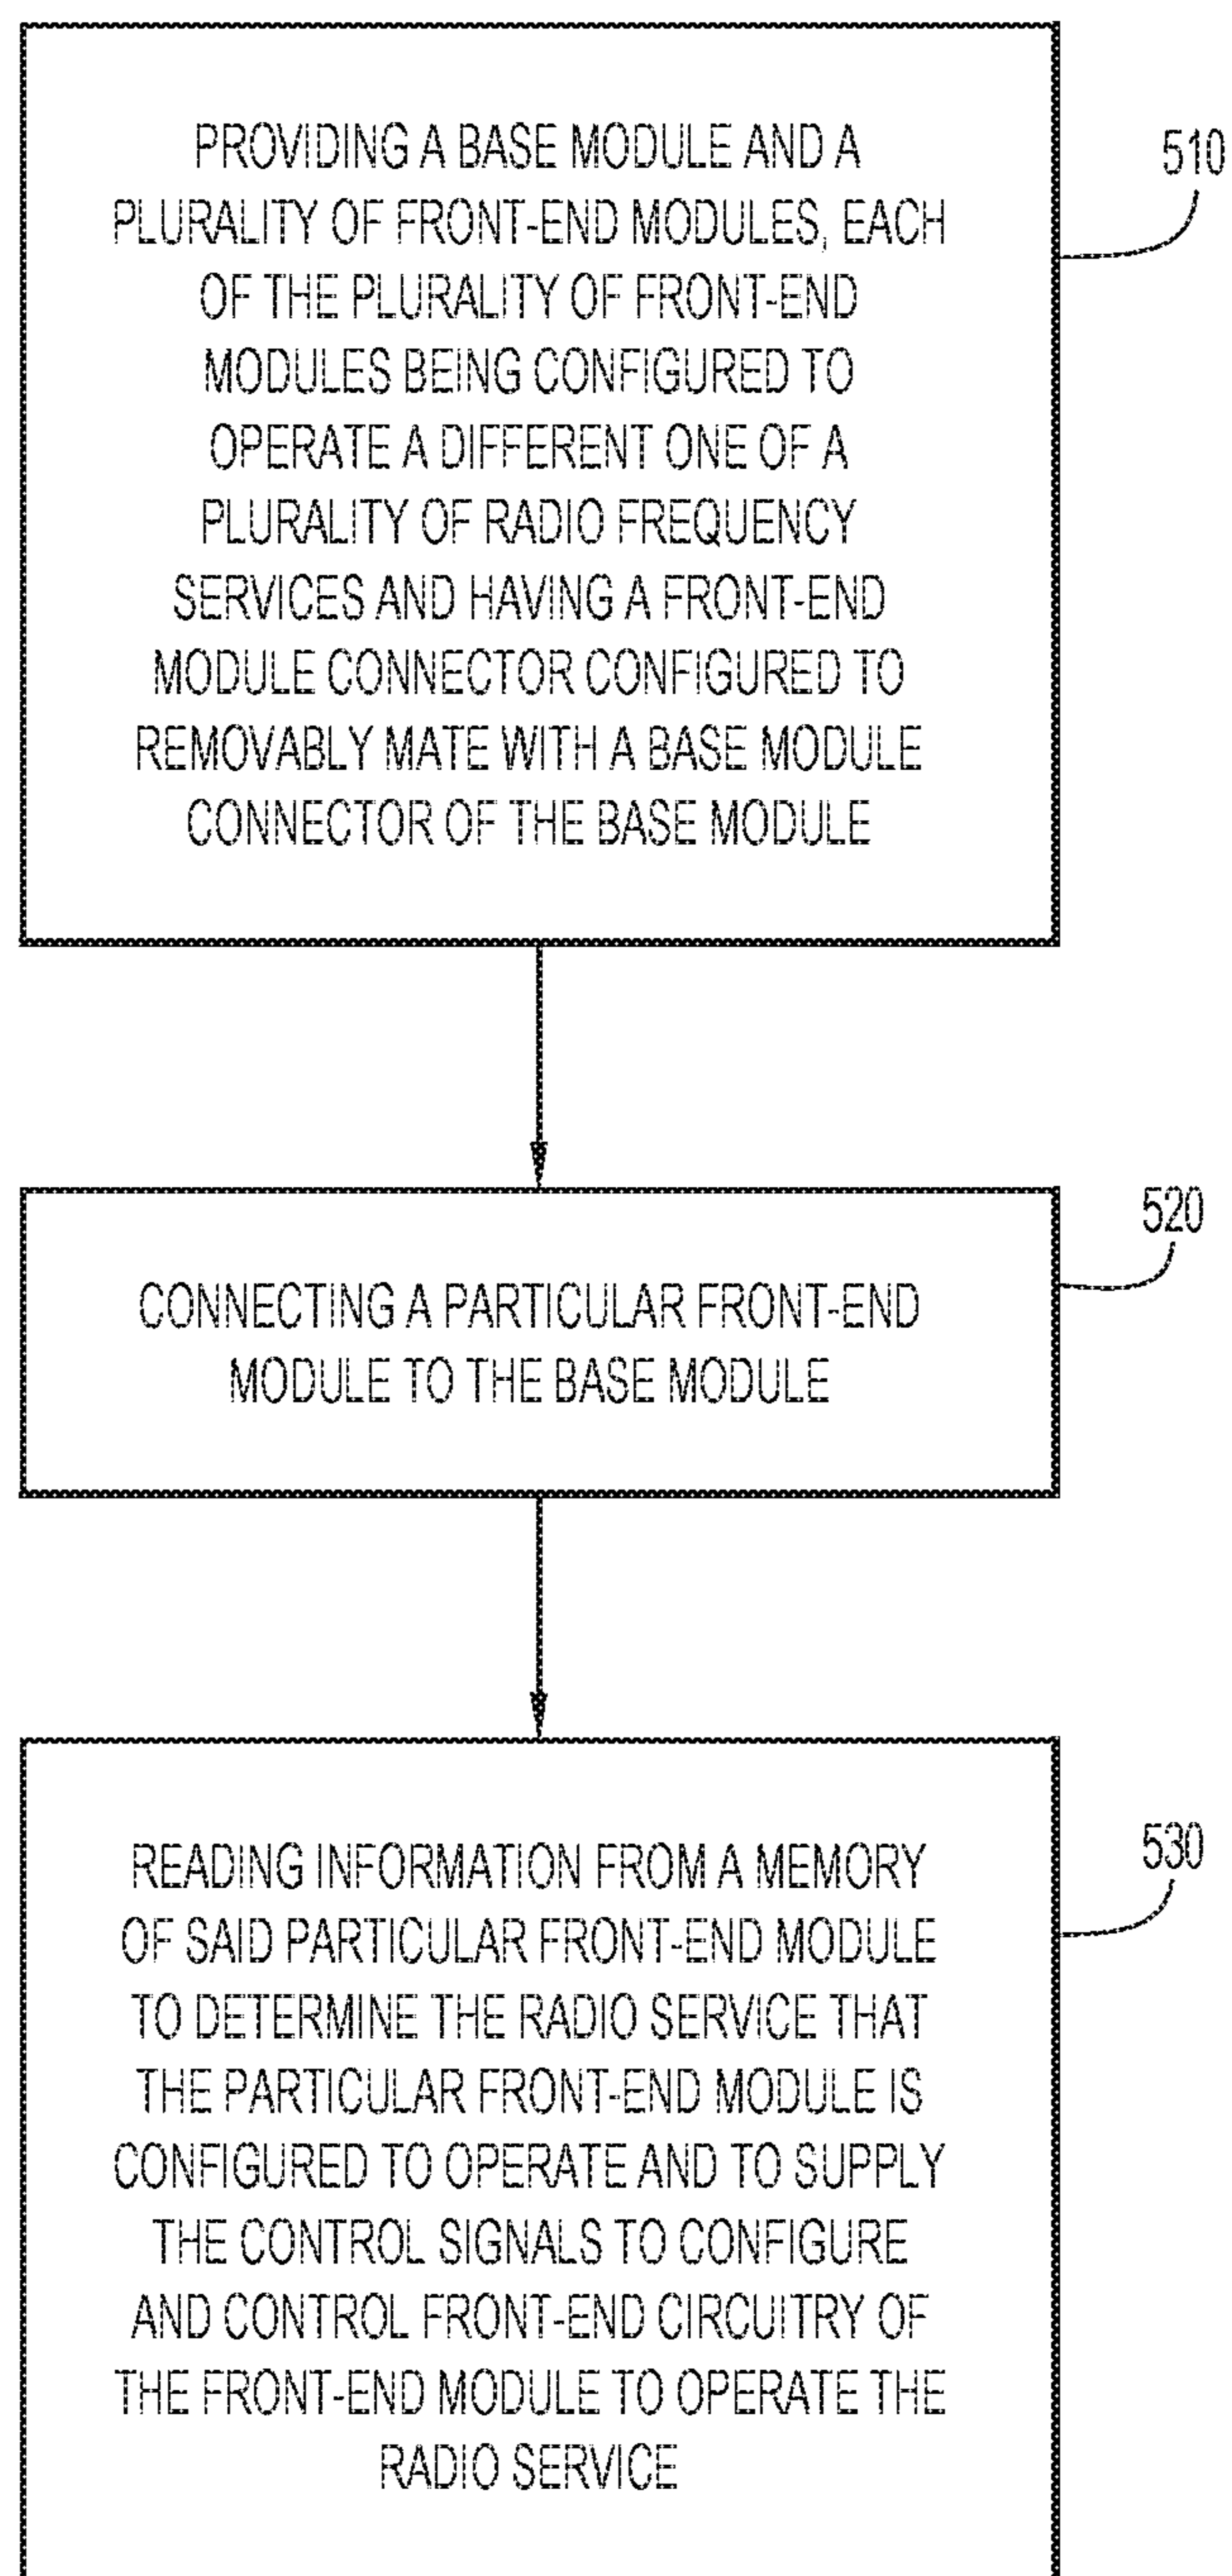 PROVIDING A BASE MODULE AND A
PLURALITY OF FRONT-END MODULES, EACH
OF THE PLURALITY OF FRONT-END
MODULES BEING CONFIGURED TO
OPERATE A DIFFERENT ONE OF A
PLURALITY OF RADIO FREQUENCY
SERVICES AND HAVING A FRONT-END
MODULE CONNECTOR CONFIGURED TO
REMOVABLY MATE WITH A BASE MODULE
CONNECTOR OF THE BASE MODULE
510
CONNECTING A PARTICULAR FRONT-END
MODULE TO THE BASE MODULE
520
READING INFORMATION FROM A MEMORY
OF SAID PARTICULAR FRONT-END MODULE
TO DETERMINE THE RADIO SERVICE THAT
THE PARTICULAR FRONT-END MODULE IS
CONFIGURED TO OPERATE AND TO SUPPLY
THE CONTROL SIGNALS TO CONFIGURE
AND CONTROL FRONT-END CIRCUITRY OF
THE FRONT-END MODULE TO OPERATE THE
RADIO SERVICE
530